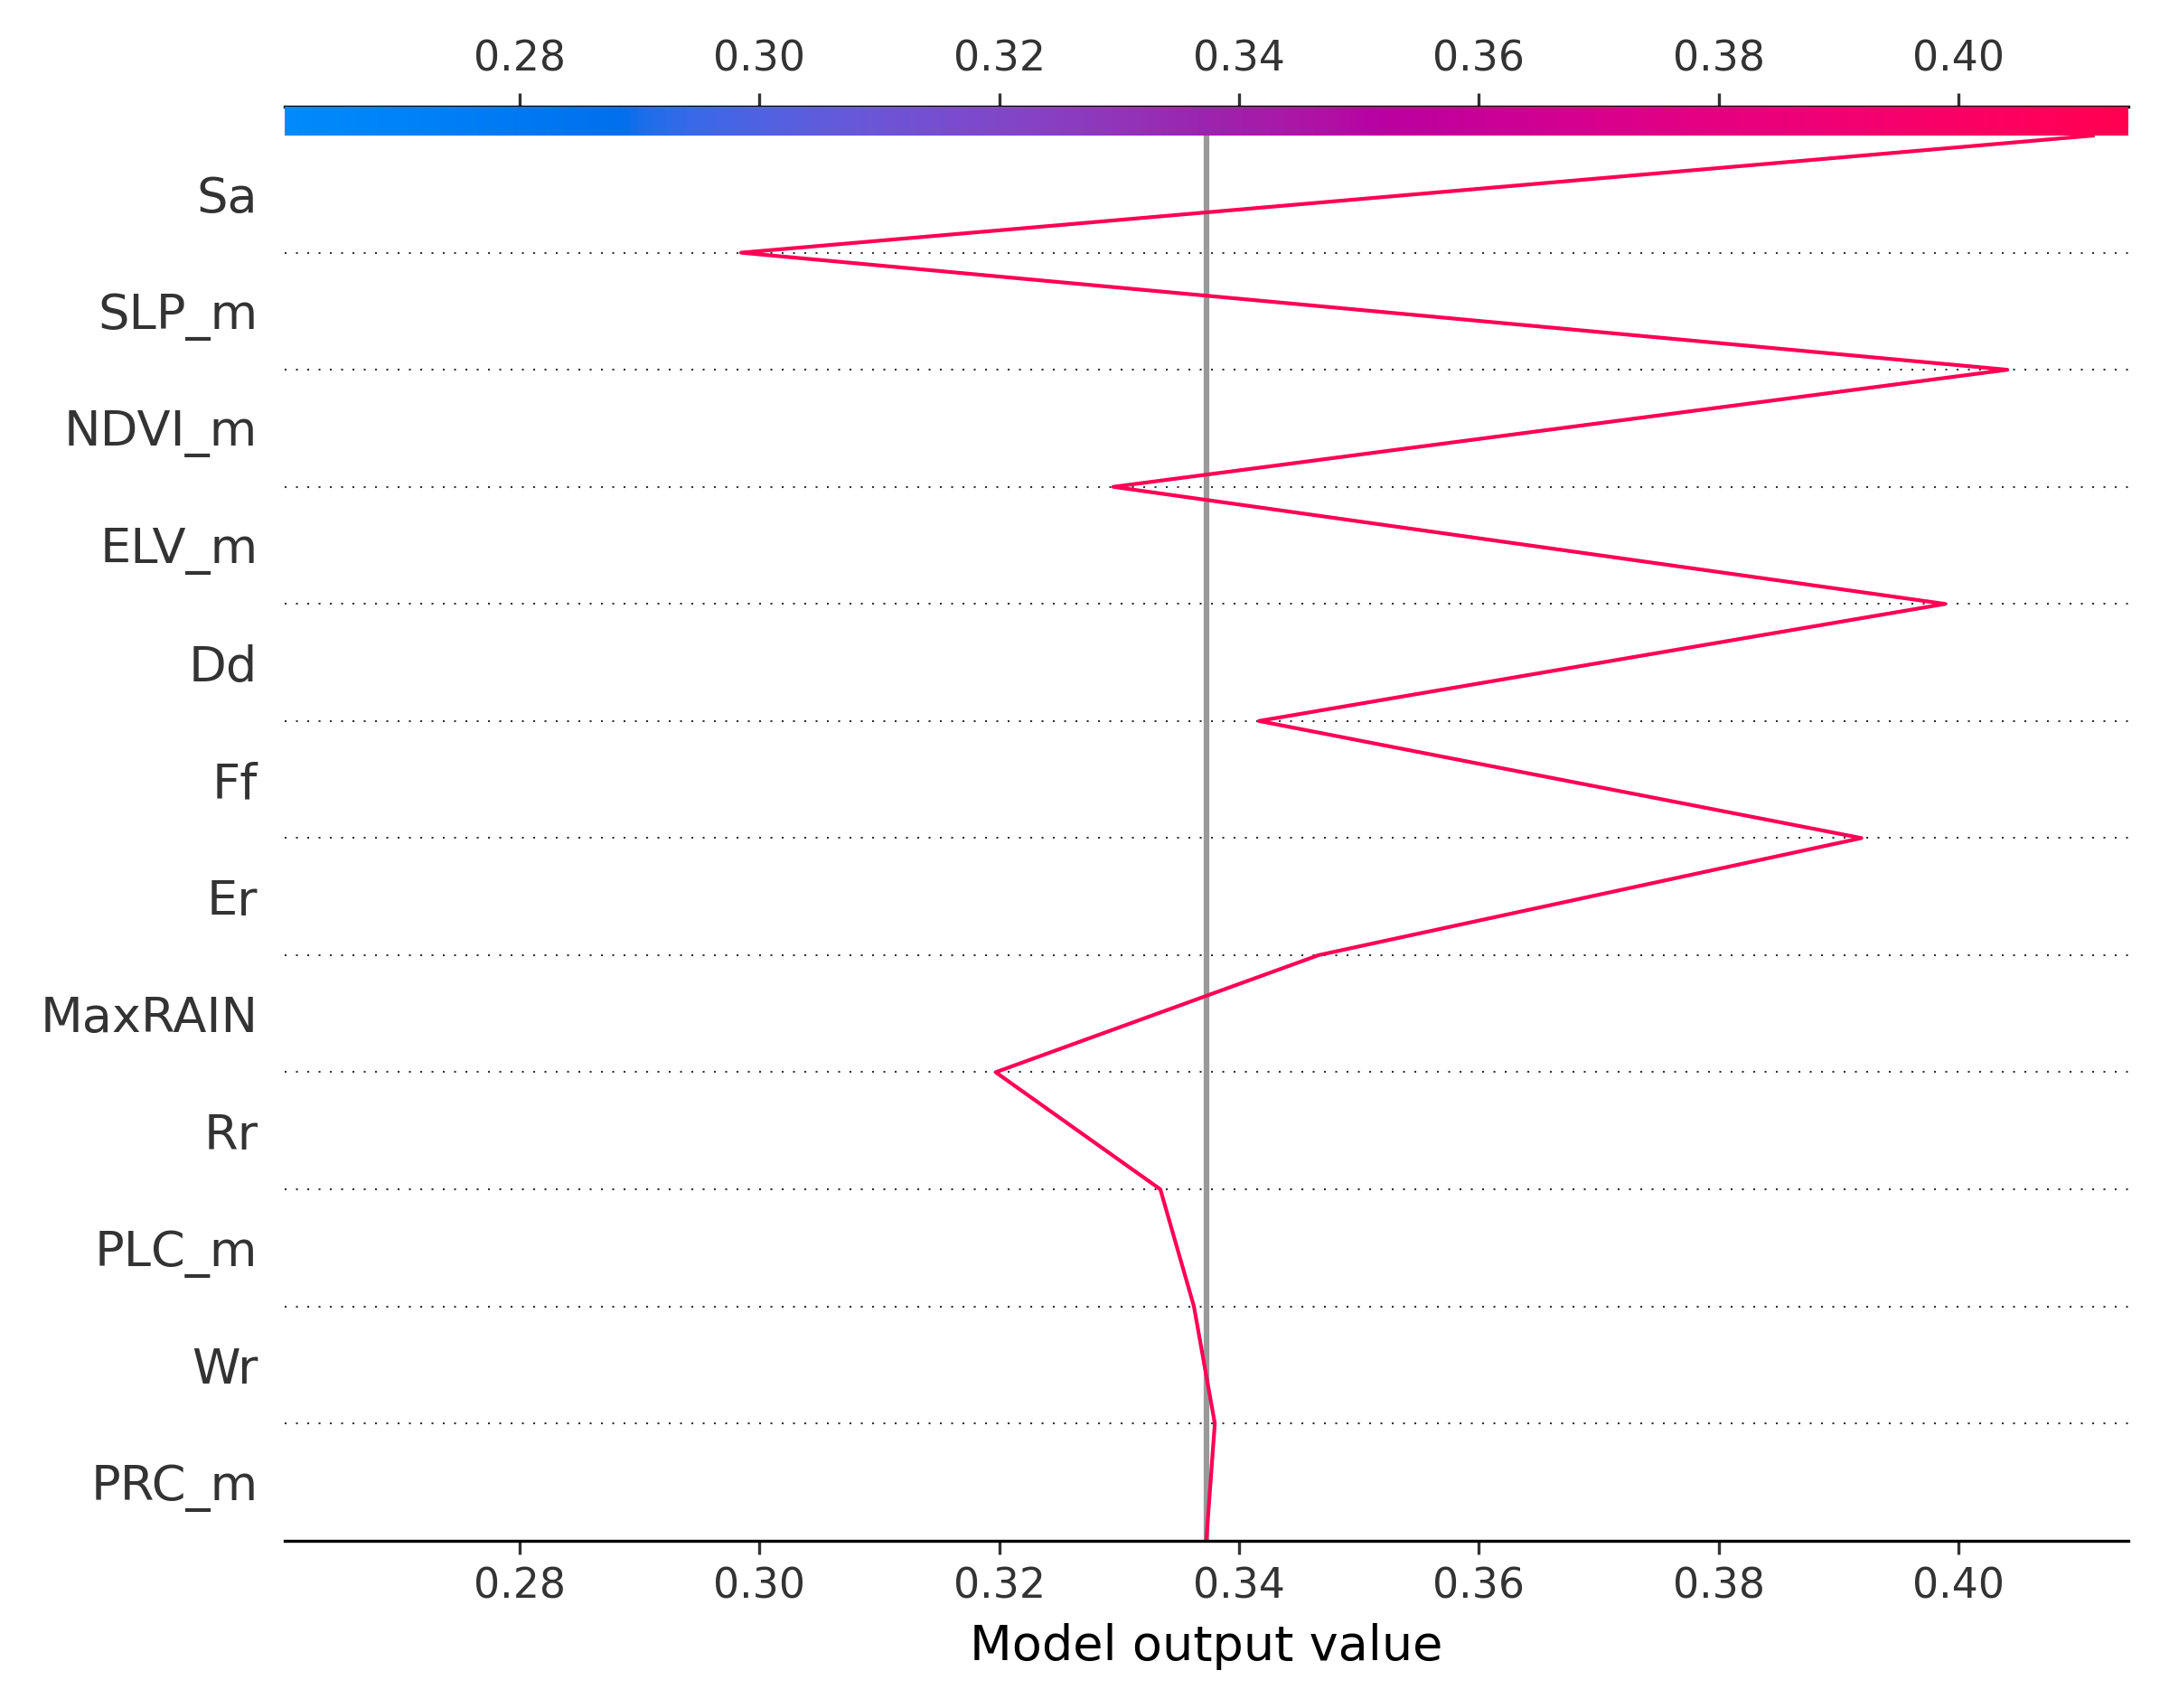 0.28 0.30 0.32 0.34 0.36 0.38 0.40
Sa
SLP_m
NDVI_m
ELV_m
Dd
Ff
Er
MaxRAIN
Rr
PLC_m
Wr
PRC_m
0.28 0.30 0.32 0.34 0.36 0.38 0.40
Model output value